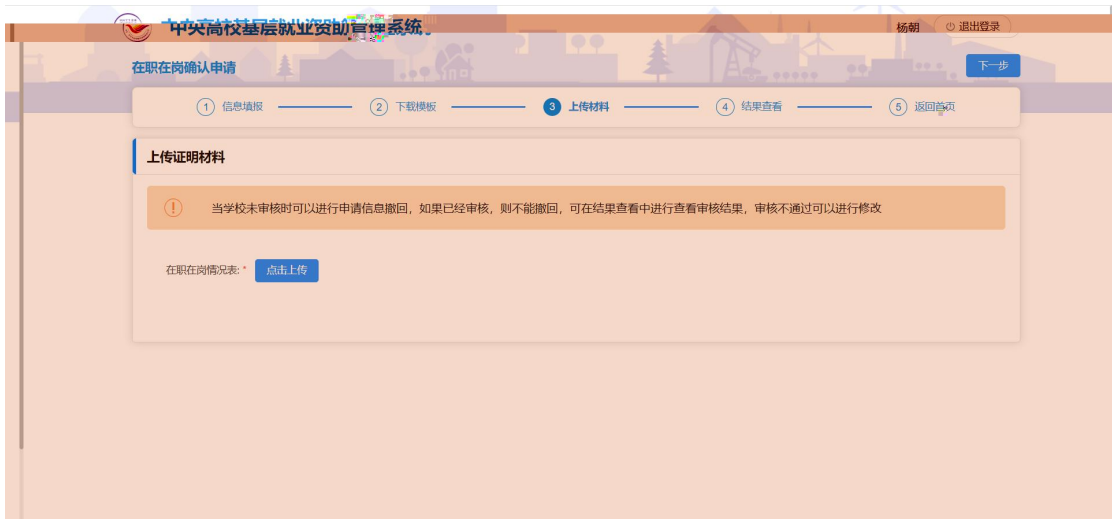 中央高校基层就业资助管理系统
杨朝 退出登录
在职在岗确认申请 下一步
1 信息填报 2 下载模板 3 上传材料 4 结果查看 5 返回首页
上传证明材料
当学校未审核时可以进行申请信息撤回，如果已经审核，则不能撤回，可在结果查看中进行查看审核结果，审核不通过可以进行修改
在职在岗情况表: * 点击上传